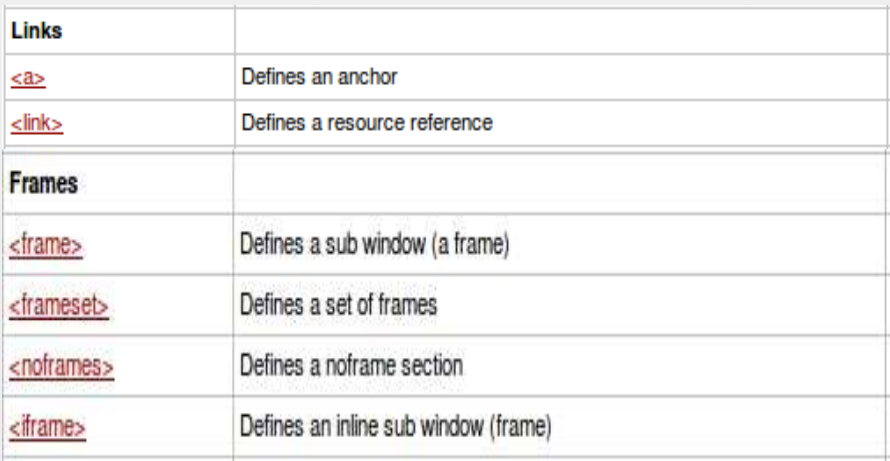 Links
<a> Defines an anchor
<link> Defines a resource reference
Frames
<frame> Defines a sub window (a frame)
<frameset> Defines a set of frames
<noframes> Defines a noframe section
<iframe> Defines an inline sub window (frame)